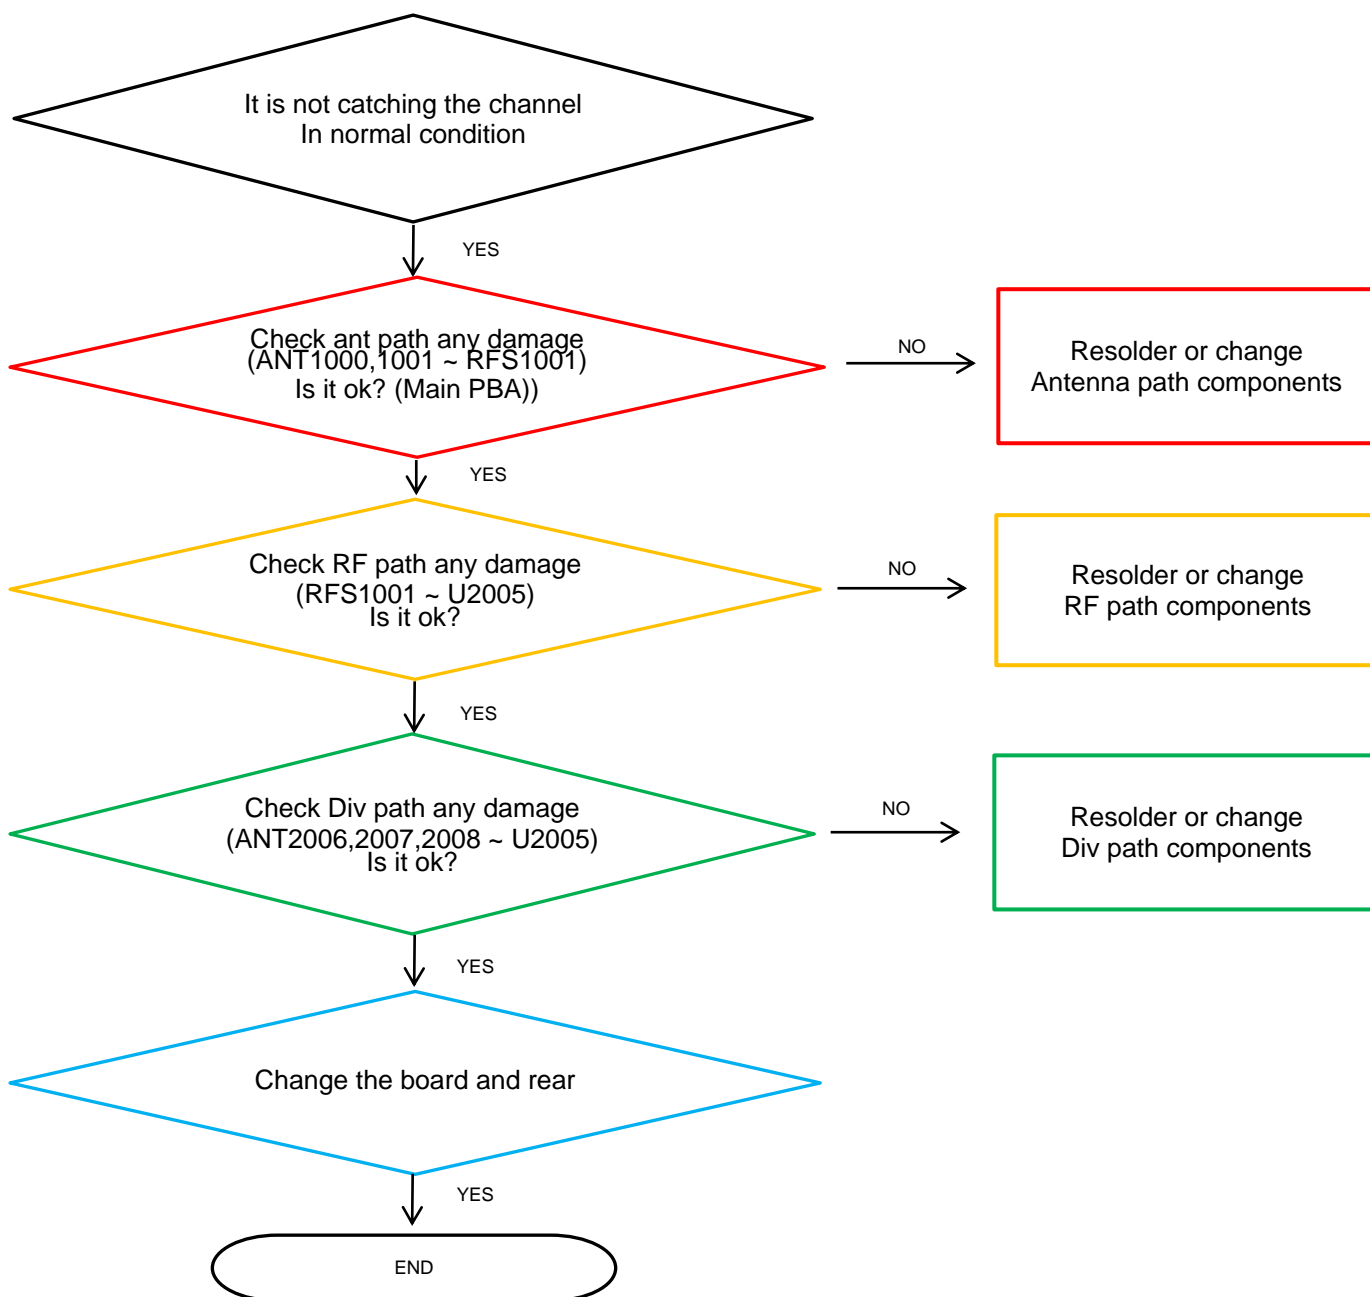 It is not catching the channel
In normal condition
YES
Check ant path any damage
(ANT1000,1001 ~ RFS1001)
Is it ok? (Main PBA))
NO
Resolder or change
Antenna path components
YES
Check RF path any damage
(RFS1001 ~ U2005)
Is it ok?
NO
Resolder or change
RF path components
YES
Check Div path any damage
(ANT2006,2007,2008 ~ U2005)
Is it ok?
NO
Resolder or change
Div path components
YES
Change the board and rear
YES
END